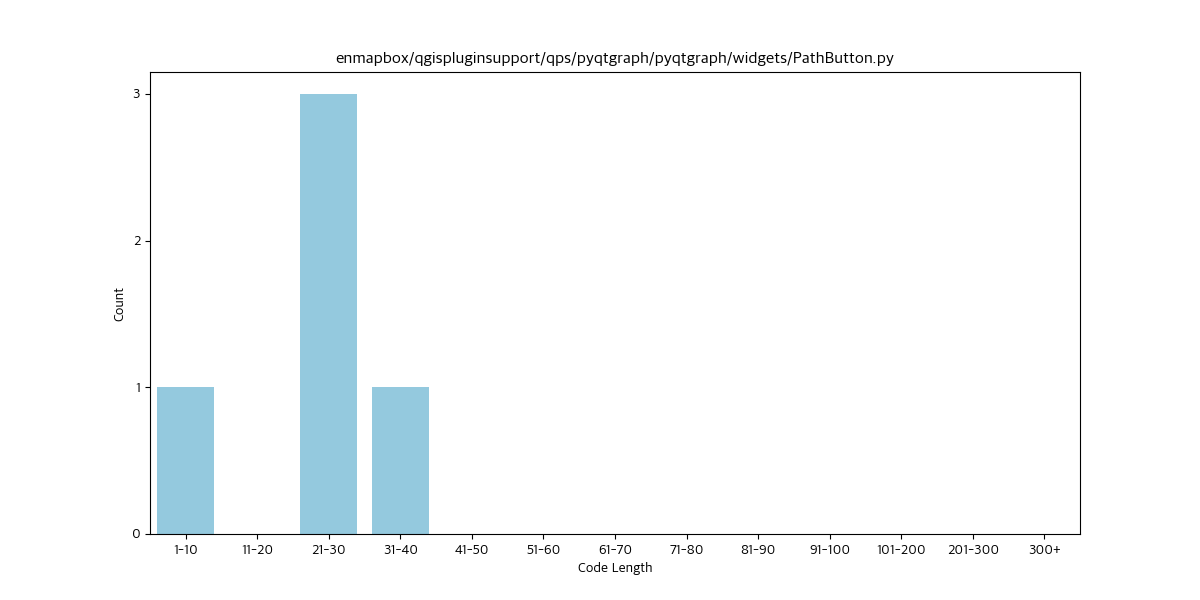 enmapbox/qgispluginsupport/qps/pyqtgraph/pyqtgraph/widgets/PathButton.py
3
2
1
0
Count
1-10 11-20 21-30 31-40 41-50 51-60 61-70 71-80 81-90 91-100 101-200 201-300 300+
Code Length